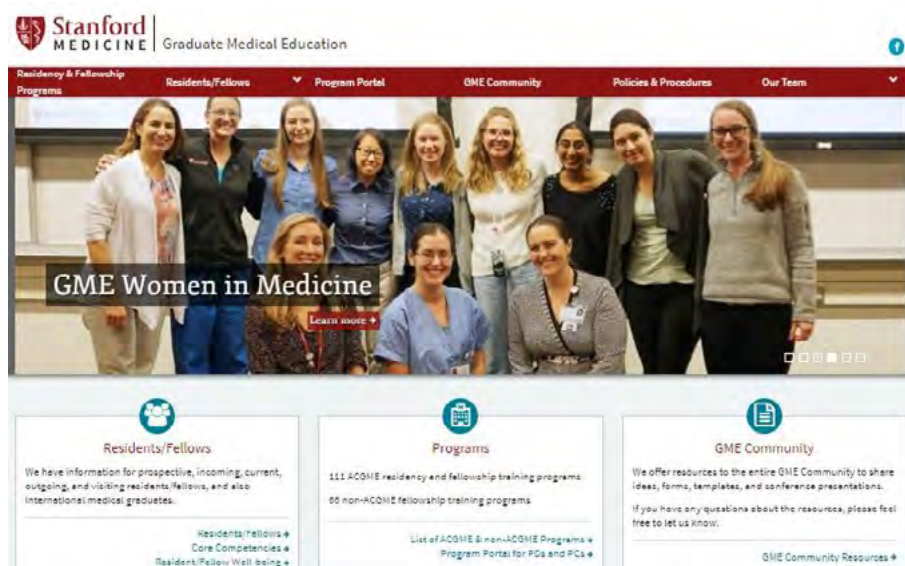 Stanford
MEDICINE
Graduate Medical Education
Residency & Fellowship
Programs
Residents/Fellows
Program Portal
GME Community
Policies & Procedures
Our Team
GME Women in Medicine
Learn more →
Residents/Fellows
We have information for prospective, incoming, current,
outgoing, and visiting residents/fellows, and also
international medical graduates.
Residents/Fellows →
Core Competencies →
Resident/Fellow Well being →
Programs
111 ACGME residency and fellowship training programs
66 non-ACGME fellowship training programs
List of ACGME & non-ACGME Programs →
Program Portal for PDs and PCs →
GME Community
We offer resources to the entire GME Community to share
ideas, forms, templates, and conference presentations.
If you have any questions about the resources, please feel
free to let us know.
GME Community Resources →